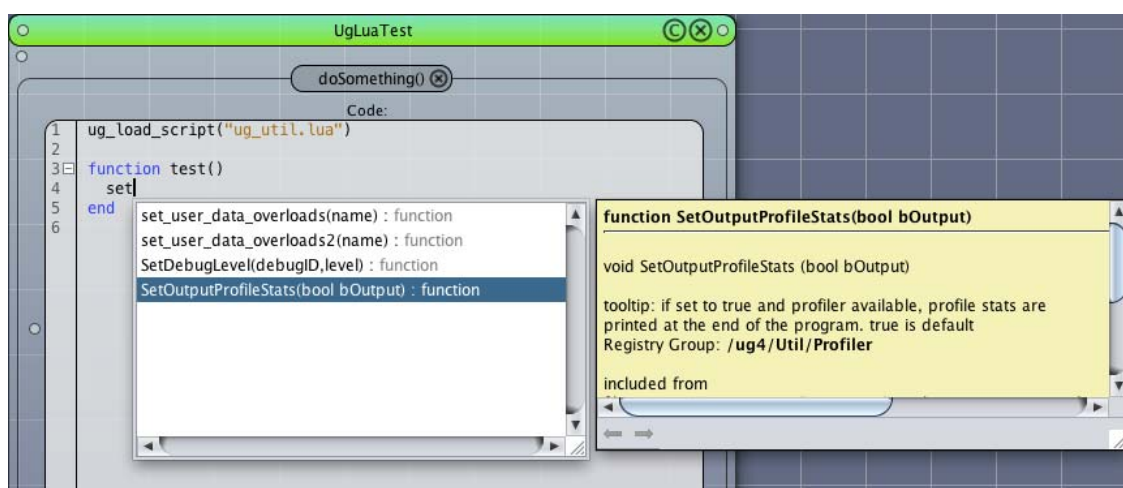 UgLuaTest
doSomething()
Code:
1 ug_load_script("ug_util.lua")
2
3 function test()
4 set
5 end
6
set_user_data_overloads(name) : function
set_user_data_overloads2(name) : function
SetDebugLevel(debugID,level) : function
SetOutputProfileStats(bool bOutput) : function
function SetOutputProfileStats(bool bOutput)
void SetOutputProfileStats (bool bOutput)
tooltip: if set to true and profiler available, profile stats are
printed at the end of the program. true is default
Registry Group: /ug4/Util/Profiler
included from